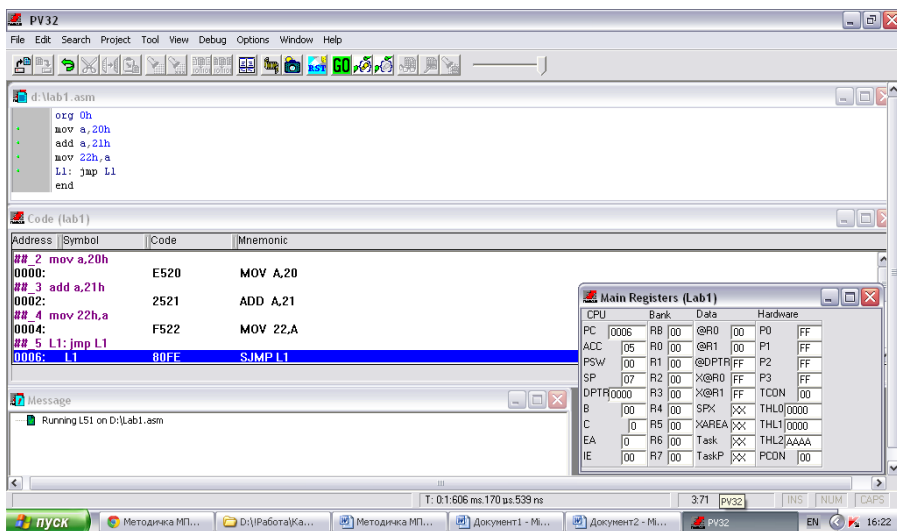 PV32
File Edit Search Project Tool View Debug Options Window Help
RST GO
d:\lab1.asm
org 0h
mov a,20h
add a,21h
mov 22h,a
L1: jmp L1
end
Code (lab1)
Address Symbol Code Mnemonic
##_2 mov a,20h
0000: E520 MOV A,20
##_3 add a,21h
0002: 2521 ADD A,21
##_4 mov 22h,a
0004: F522 MOV 22,A
##_5 L1: jmp L1
0006: L1 80FE SJMP L1
Main Registers (Lab1)
CPU Bank Data Hardware
PC 0006 RB 00 @R0 00 P0 FF
ACC 05 R0 00 @R1 00 P1 FF
PSW 00 R1 00 @DPTR FF P2 FF
SP 07 R2 00 X@R0 FF P3 FF
DPTR 0000 R3 00 X@R1 FF TCON 00
B 00 R4 00 SPX XX THL0 0000
C 0 R5 00 XAREA XX THL1 0000
EA 0 R6 00 Task XX THL2 AAAA
IE 00 R7 00 TaskP XX PCON 00
Message
Running L51 on D:\Lab1.asm
T: 0:1:606 ms.170 µs.539 ns 3:71 PV32 INS NUM CAPS
пуск Методичка МП... D:\!Работа\Ка... Методичка МП... Документ1 - Mi... Документ2 - Mi... PV32 EN 16:22